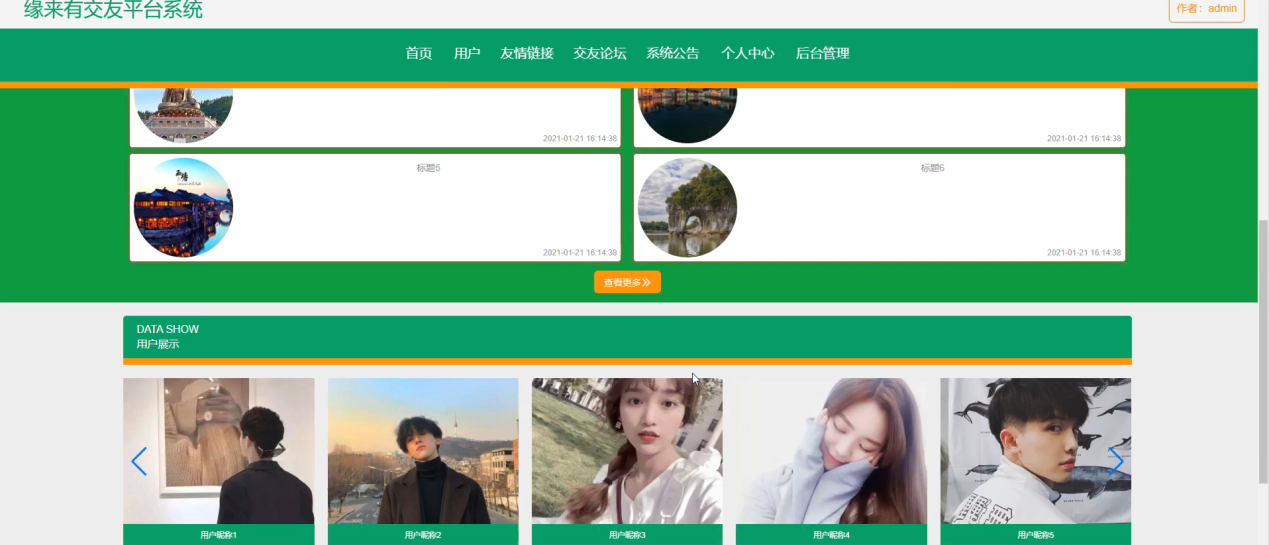 缘来有交友平台系统
作者：admin
首页 用户 友情链接 交友论坛 系统公告 个人中心 后台管理
2021-01-21 16:14:38
2021-01-21 16:14:38
标题5
标题6
2021-01-21 16:14:38
2021-01-21 16:14:38
查看更多
DATA SHOW
用户展示
用户昵称1
用户昵称2
用户昵称3
用户昵称4
用户昵称5